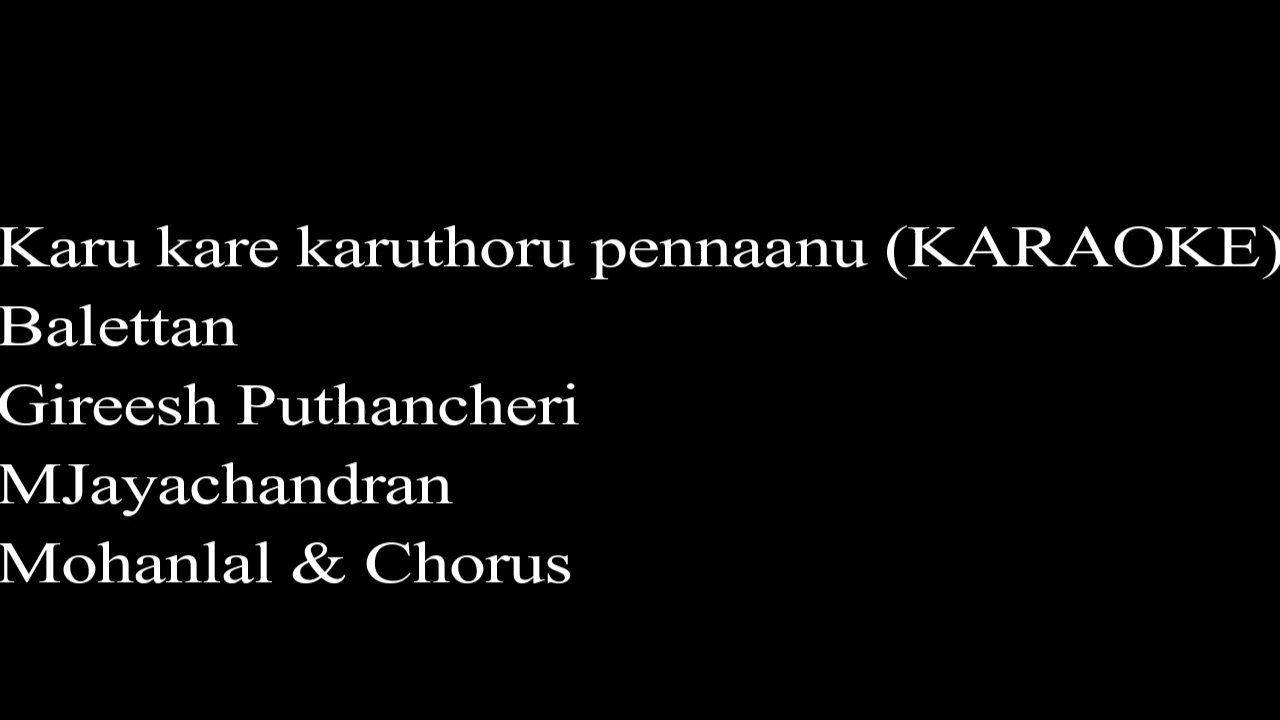 Karu kare karuthoru pennaanu (KARAOKE)
Balettan
Gireesh Puthancheri
MJayachandran
Mohanlal & Chorus